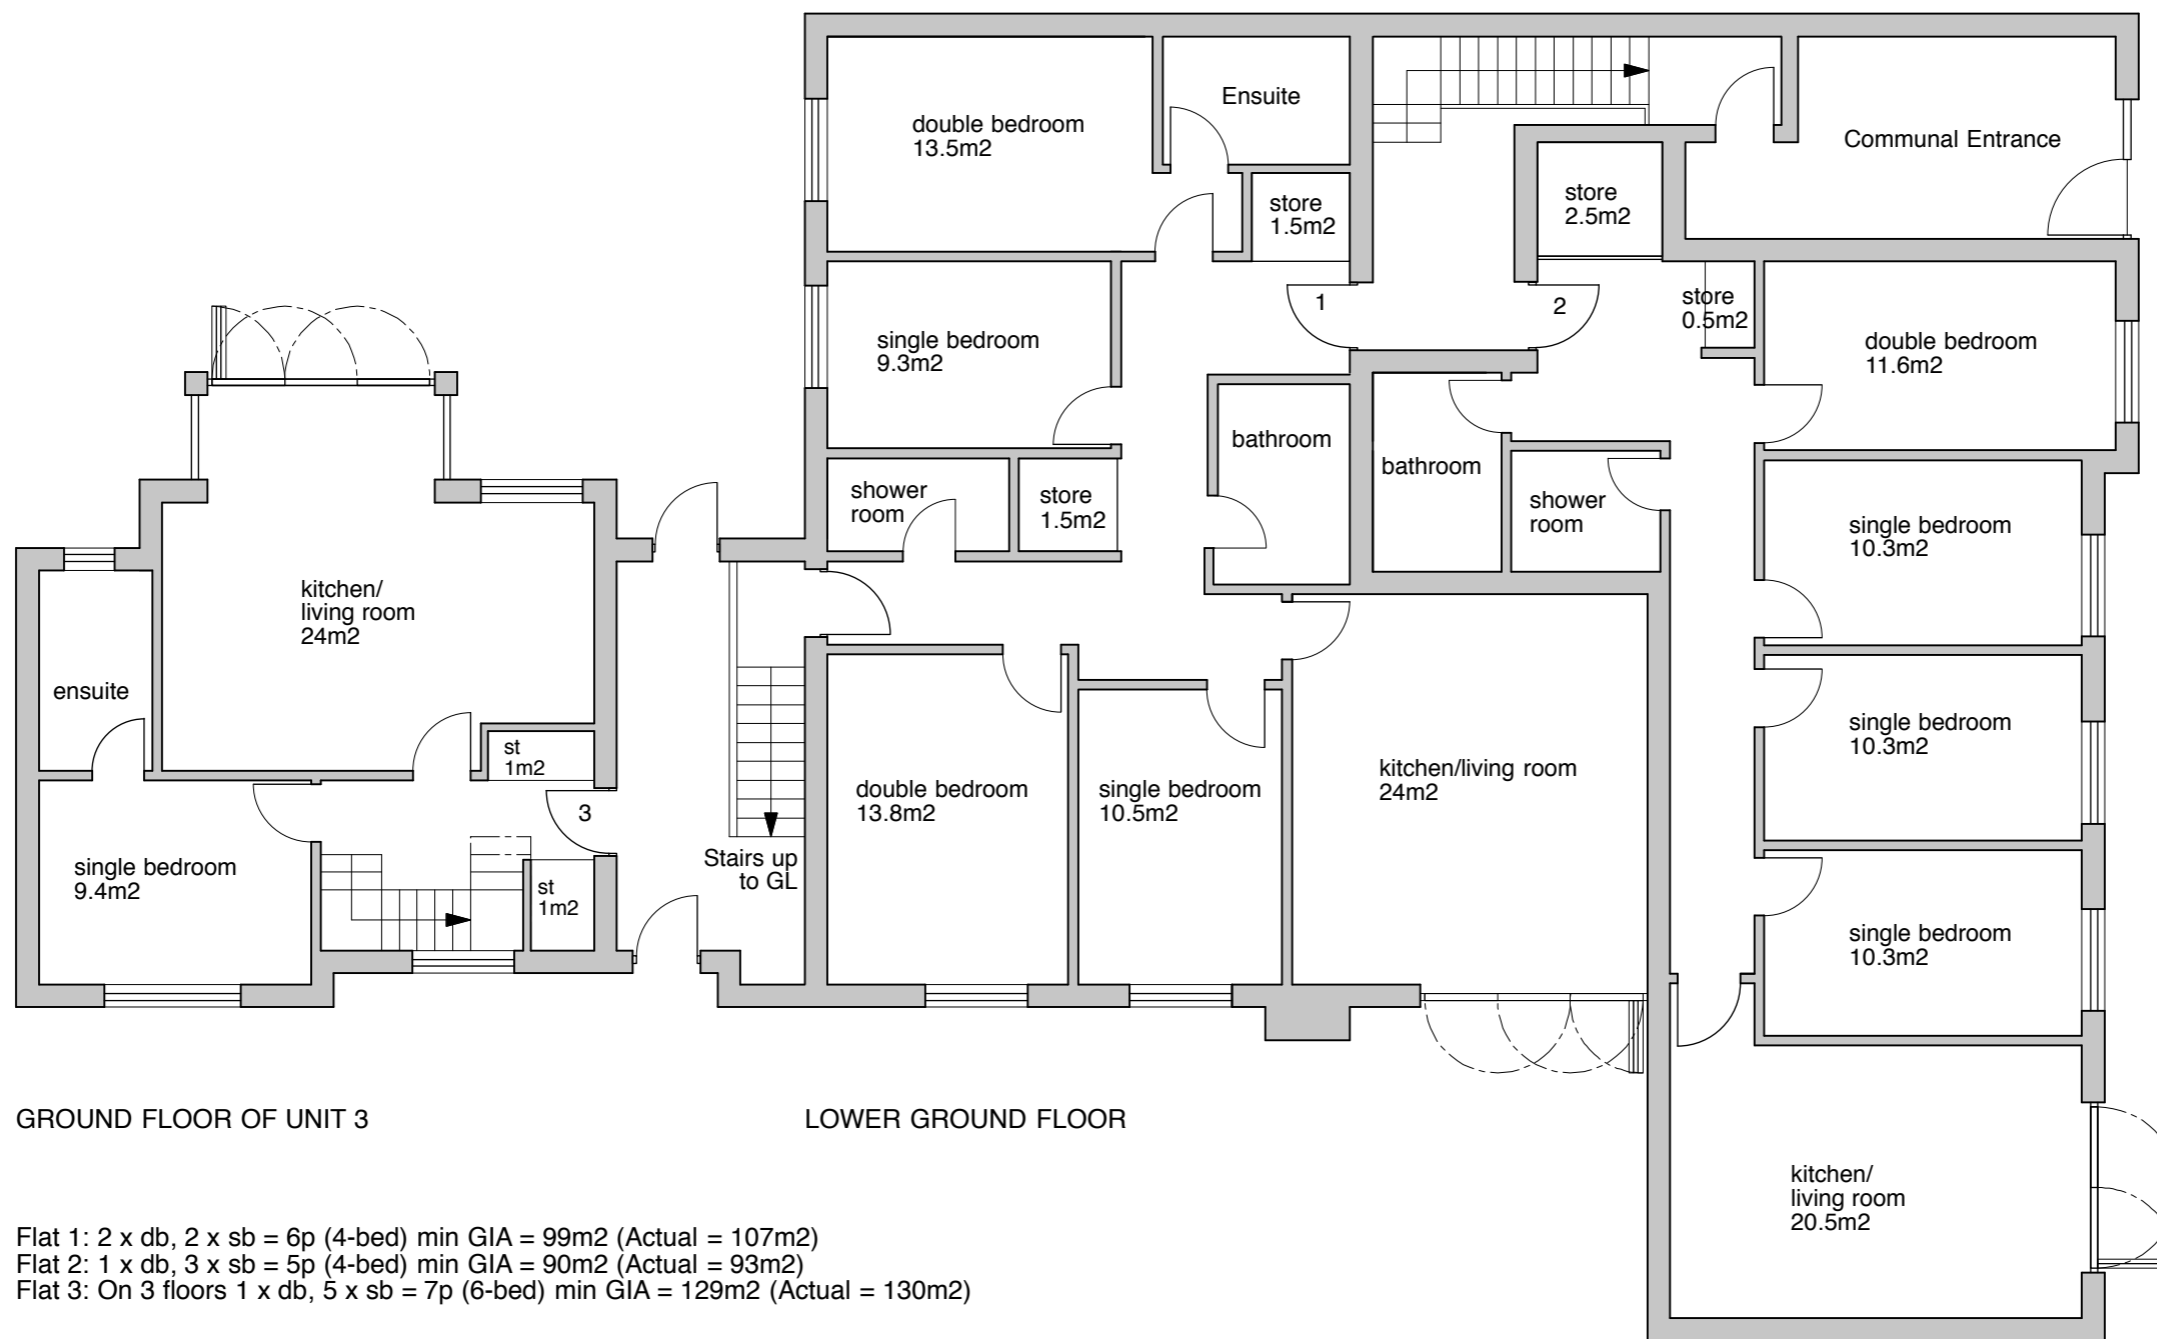 double bedroom
13.5m2
Ensuite
Communal Entrance
store
1.5m2
store
2.5m2
1
2
store
0.5m2
single bedroom
9.3m2
double bedroom
11.6m2
bathroom
bathroom
shower
room
store
1.5m2
shower
room
single bedroom
10.3m2
kitchen/
living room
24m2
ensuite
single bedroom
10.3m2
st
1m2
3
double bedroom
13.8m2
single bedroom
10.5m2
kitchen/living room
24m2
single bedroom
9.4m2
st
1m2
Stairs up
to GL
single bedroom
10.3m2
GROUND FLOOR OF UNIT 3
LOWER GROUND FLOOR
kitchen/
living room
20.5m2
Flat 1: 2 x db, 2 x sb = 6p (4-bed) min GIA = 99m2 (Actual = 107m2)
Flat 2: 1 x db, 3 x sb = 5p (4-bed) min GIA = 90m2 (Actual = 93m2)
Flat 3: On 3 floors 1 x db, 5 x sb = 7p (6-bed) min GIA = 129m2 (Actual = 130m2)